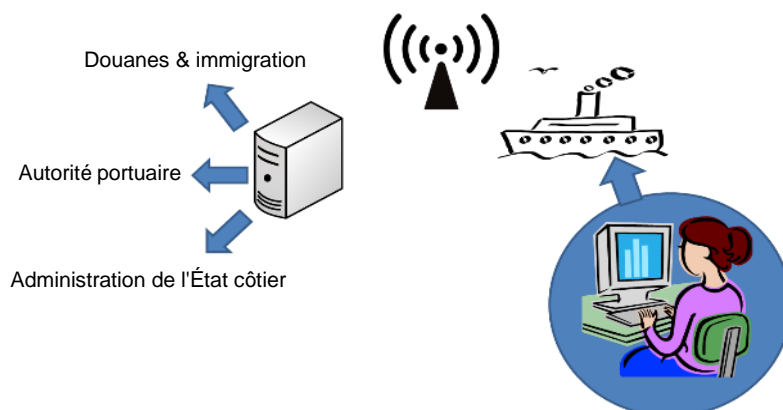 Douanes & immigration
Autorité portuaire
Administration de l'État côtier